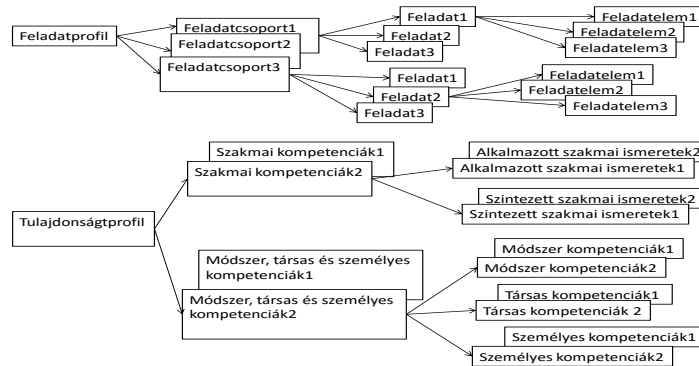 Feladatprofil
Feladatcsoport1
Feladatcsoport2
Feladatcsoport3
Feladat1
Feladat2
Feladat3
Feladatelem1
Feladatelem2
Feladatelem3
Feladat1
Feladat2
Feladat3
Feladatelem1
Feladatelem2
Feladatelem3
Tulajdonságtprofil
Szakmai kompetenciák1
Szakmai kompetenciák2
Alkalmazott szakmai ismeretek2
Alkalmazott szakmai ismeretek1
Szintezett szakmai ismeretek2
Szintezett szakmai ismeretek1
Módszer, társas és személyes
kompetenciák1
Módszer, társas és személyes
kompetenciák2
Módszer kompetenciák1
Módszer kompetenciák2
Társas kompetenciák1
Társas kompetenciák 2
Személyes kompetenciák1
Személyes kompetenciák2